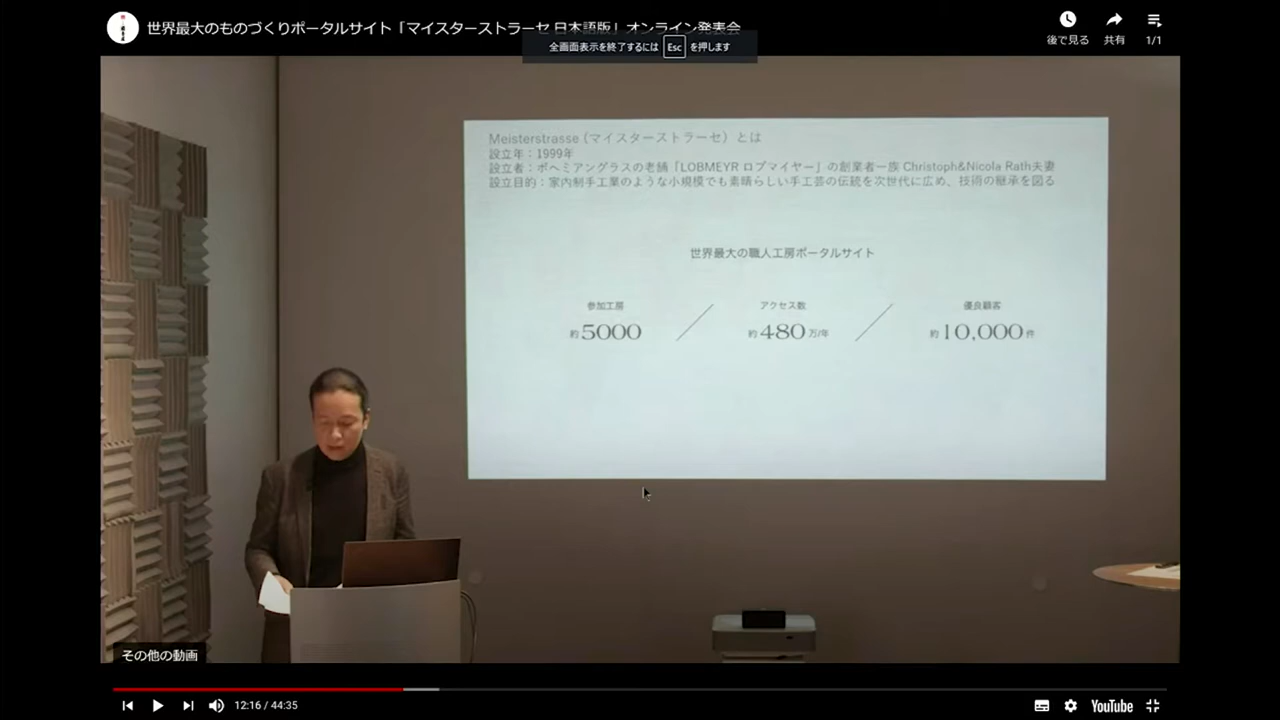 世界最大のものづくりポータルサイト「マイスターストラーセ 日本語版」オンライン発表会
後で見る
共有
1/1
全画面表示を終了するには Esc を押します
Meisterstrasse (マイスターストラーセ) とは
設立年：1999年
設立者：ボヘミアングラスの老舗「LOBMEYR ロブマイヤー」の創業者一族 Christoph&Nicola Rath夫妻
設立目的：家内制手工業のような小規模でも素晴らしい手工芸の伝統を次世代に広め、技術の継承を図る
世界最大の職人工房ポータルサイト
参加工房
約5000
アクセス数
約480万/年
優良顧客
約10,000件
その他の動画
12:16 / 44:35
YouTube